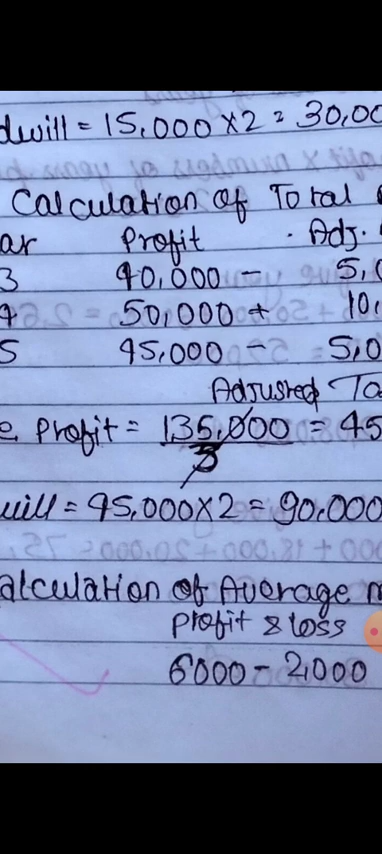 dwill = 15,000 × 2 = 30,00
Calculation of Total
ar Profit Adj.
3 40,000 - 5,0
4 50,000 + 10,
5 45,000 - 5,0
Adjusted To
e Profit = 135,000 = 45
3
will = 45,000 × 2 = 90,000
alculation of Average
Profit & loss
6000 - 2,000